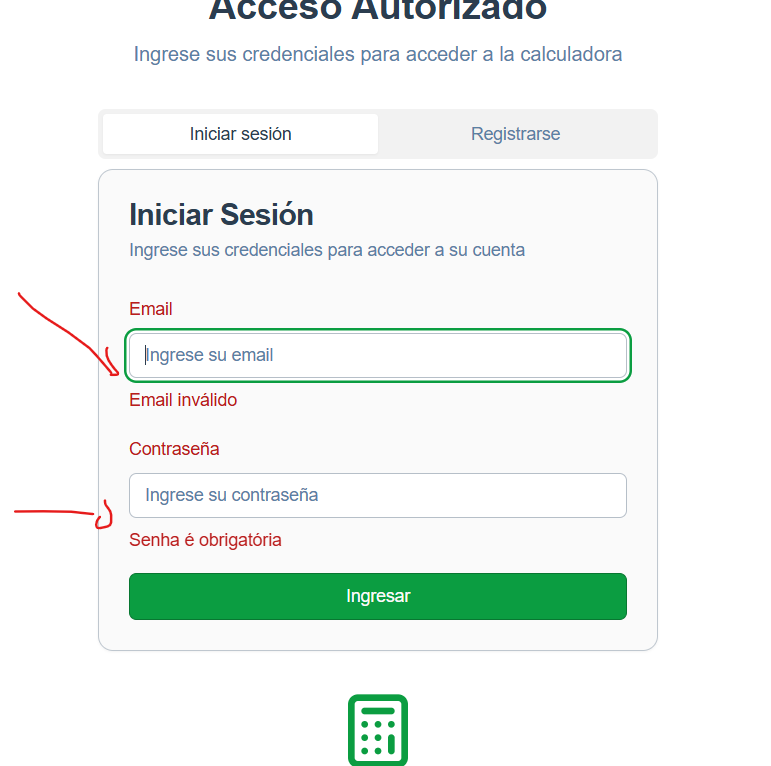 Acceso Autorizado
Ingrese sus credenciales para acceder a la calculadora
Iniciar sesión
Registrarse
Iniciar Sesión
Ingrese sus credenciales para acceder a su cuenta
Email
Ingrese su email
Email inválido
Contraseña
Ingrese su contraseña
Senha é obrigatória
Ingresar